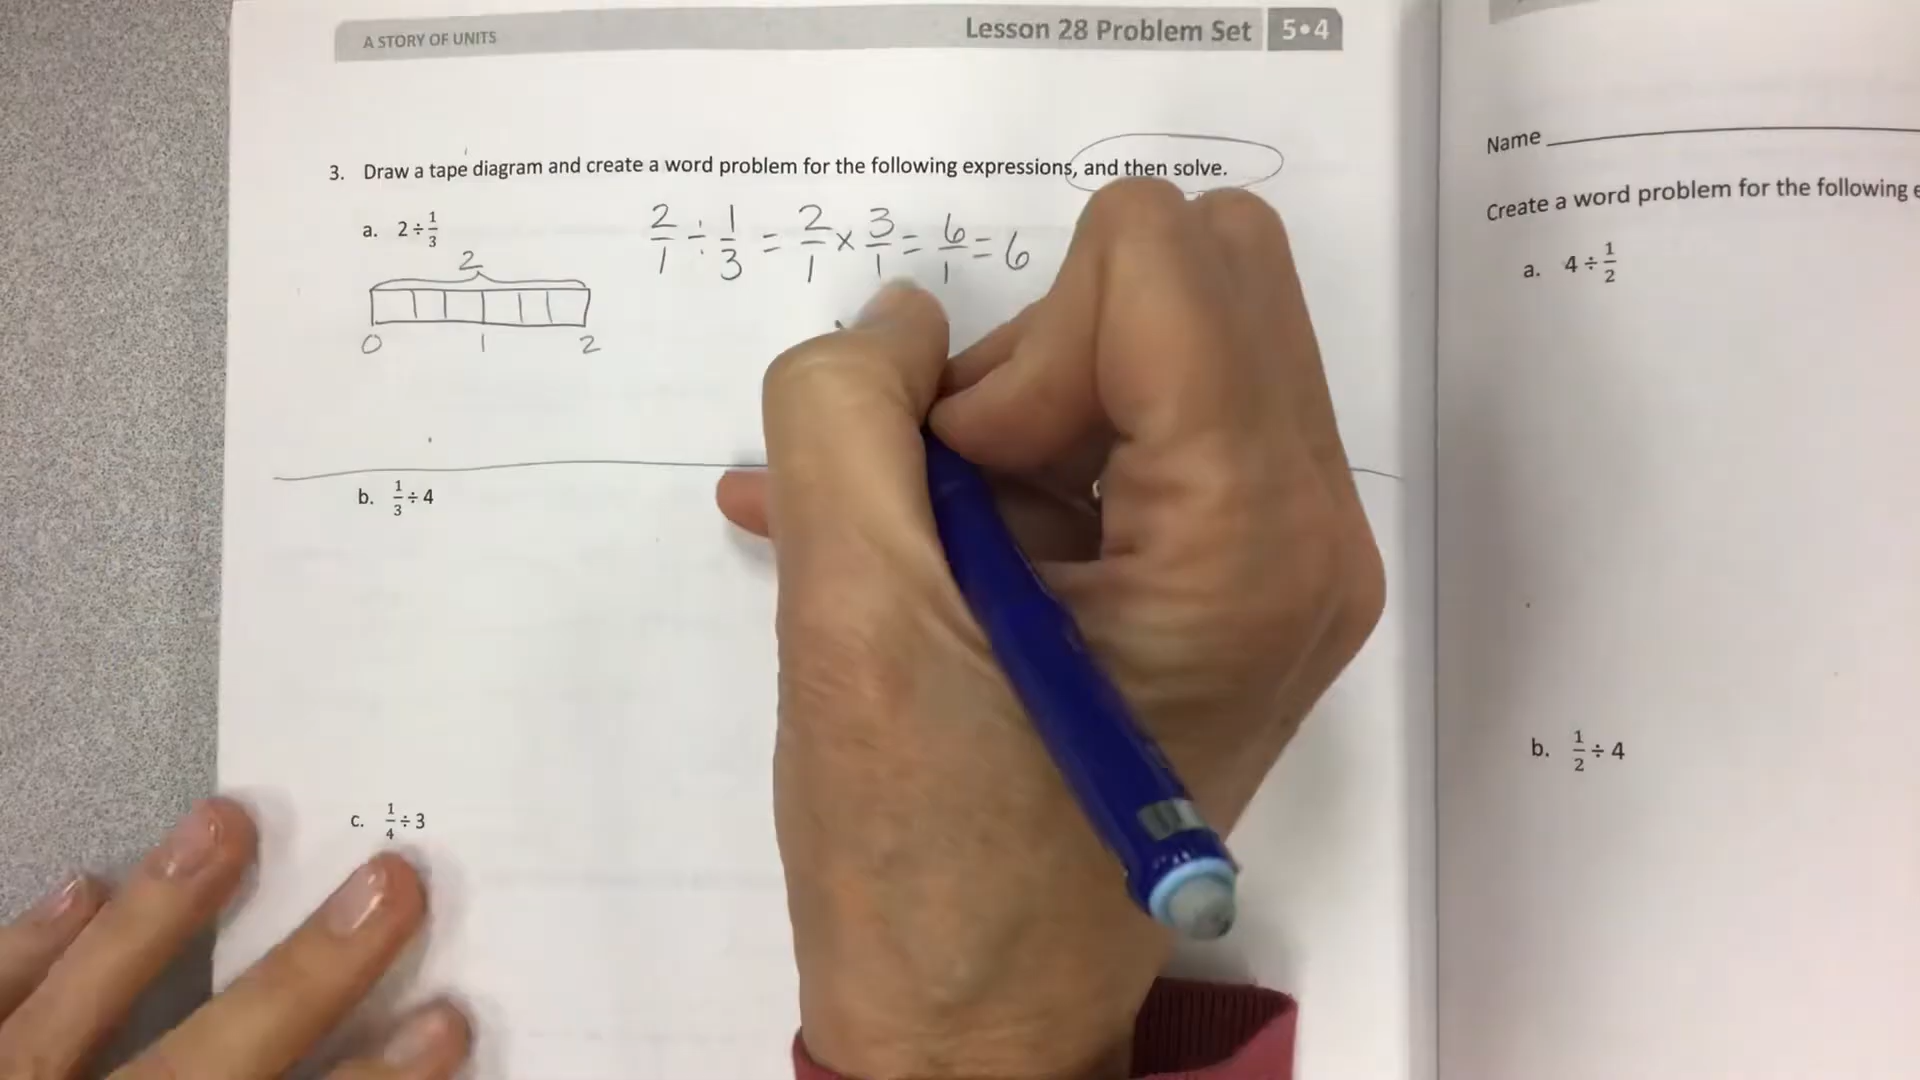 A STORY OF UNITS
Lesson 28 Problem Set 5•4
3. Draw a tape diagram and create a word problem for the following expressions, and then solve.
a. 2 ÷ 1/3
2/1 ÷ 1/3 = 2/1 × 3/1 = 6/1 = 6
2
0 1 2
b. 1/3 ÷ 4
c. 1/4 ÷ 3
Name
Create a word problem for the following
a. 4 ÷ 1/2
b. 1/2 ÷ 4